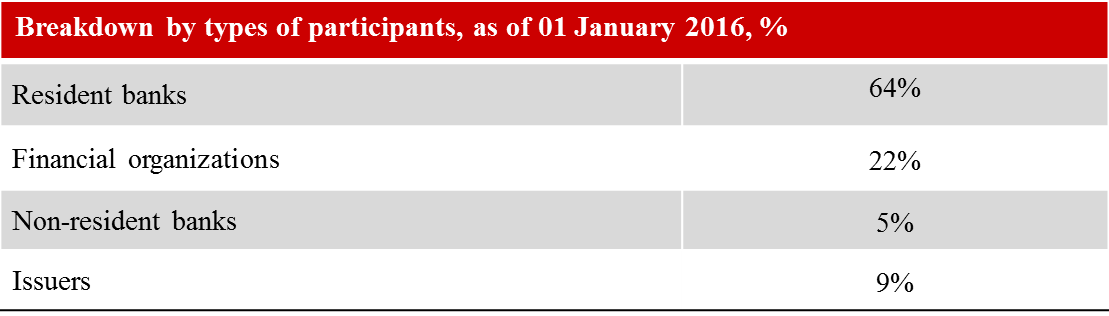 Breakdown by types of participants, as of 01 January 2016, %
Resident banks 64%
Financial organizations 22%
Non-resident banks 5%
Issuers 9%